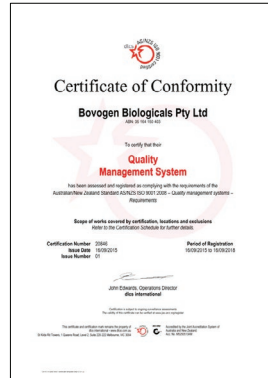 Certificate of Conformity
Bovogen Biologicals Pty Ltd
To certify that their
Quality
Management System
has been assessed and registered as complying with the requirements of the
Australian/New Zealand Standard AS/NZS ISO 9001:2008 – Quality management systems –
Requirements
Scope of works covered by certification, locations and exclusions
Refer to the Certification Schedule for further details
Certification Number 20846 Period of Registration
Issue Date 16/09/2015 16/09/2015 to 16/09/2018
Issue Number 01
John Edwards, Operations Director
dlcs international